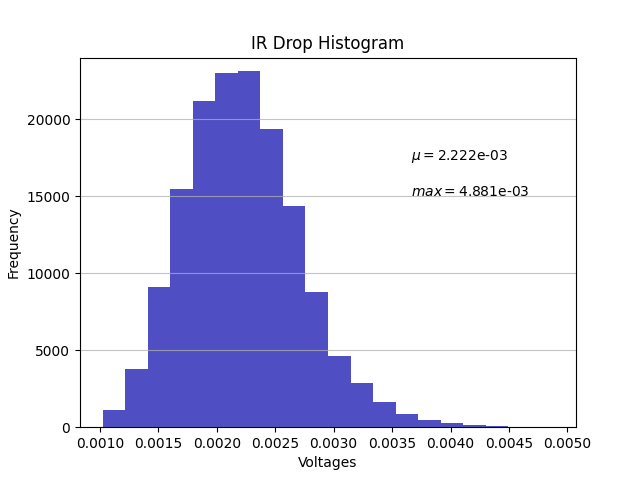 IR Drop Histogram
μ = 2.222e-03
max = 4.881e-03
Frequency
20000
15000
10000
5000
0
0.0010 0.0015 0.0020 0.0025 0.0030 0.0035 0.0040 0.0045 0.0050
Voltages